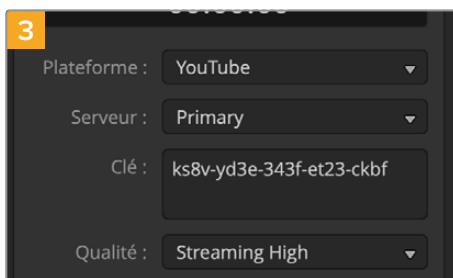 3
Plateforme : YouTube
Serveur : Primary
Clé : ks8v-yd3e-343f-et23-ckbf
Qualité : Streaming High